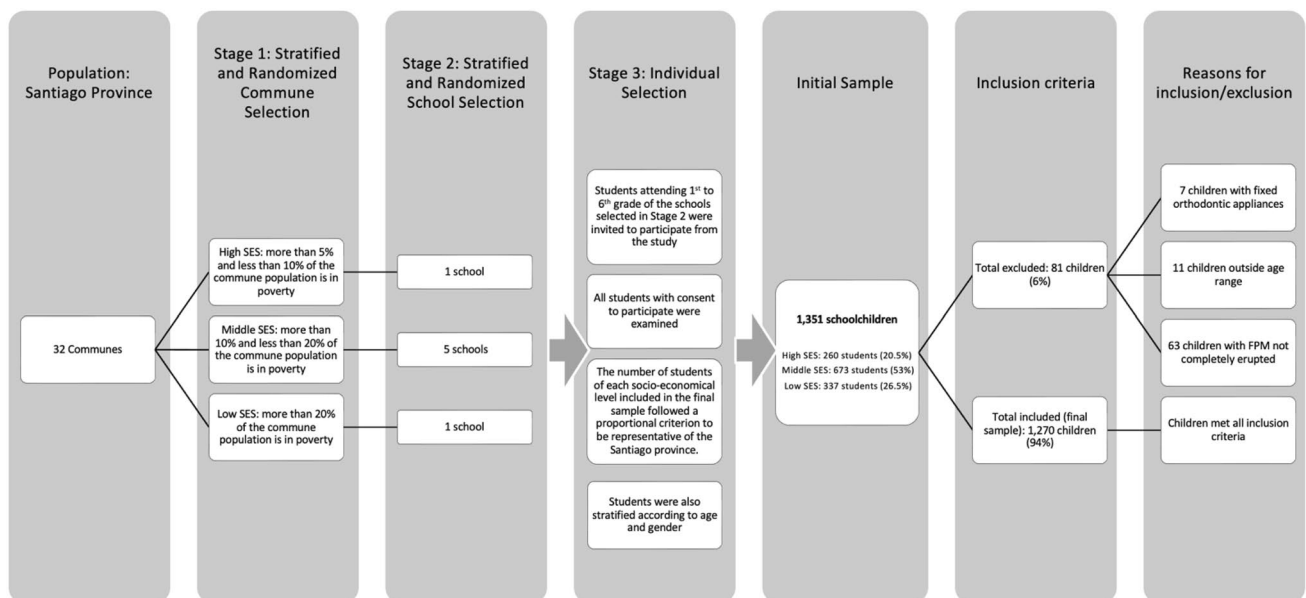 Population:
Santiago Province
32 Communes
Stage 1: Stratified
and Randomized
Commune
Selection
High SES: more than 5%
and less than 10% of the
commune population is in
poverty
Middle SES: more than
10% and less than 20% of
the commune population
is in poverty
Low SES: more than 20%
of the commune
population is in poverty
Stage 2: Stratified
and Randomized
School Selection
1 school
5 schools
1 school
Stage 3: Individual
Selection
Students attending 1st to
6th grade of the schools
selected in Stage 2 were
invited to participate from
the study
All students with consent
to participate were
examined
The number of students
of each socio-economical
level included in the final
sample followed a
proportional criterion to
be representative of the
Santiago province.
Students were also
stratified according to age
and gender
Initial Sample
1,351 schoolchildren
High SES: 260 students (20.5%)
Middle SES: 673 students (53%)
Low SES: 337 students (26.5%)
Inclusion criteria
Total excluded: 81 children
(6%)
Total included (final
sample): 1,270 children
(94%)
Reasons for
inclusion/exclusion
7 children with fixed
orthodontic appliances
11 children outside age
range
63 children with FPM not
completely erupted
Children met all inclusion
criteria